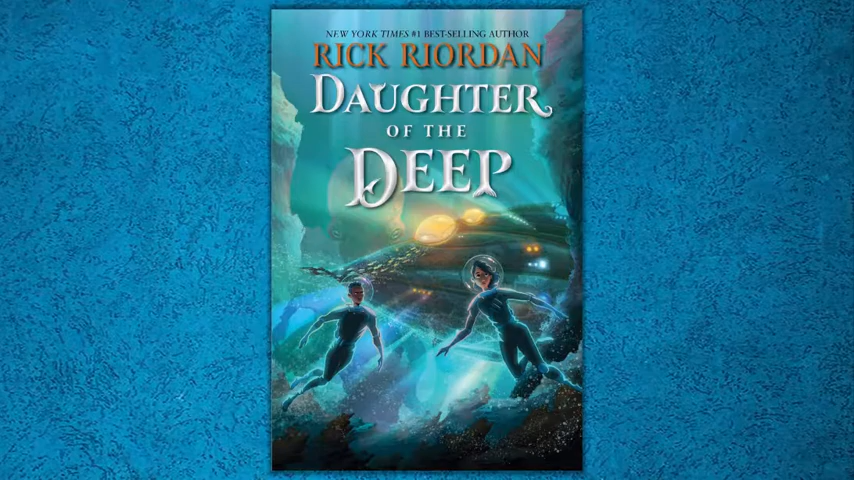 NEW YORK TIMES #1 BEST-SELLING AUTHOR
RICK RIORDAN
DAUGHTER
OF THE
DEEP